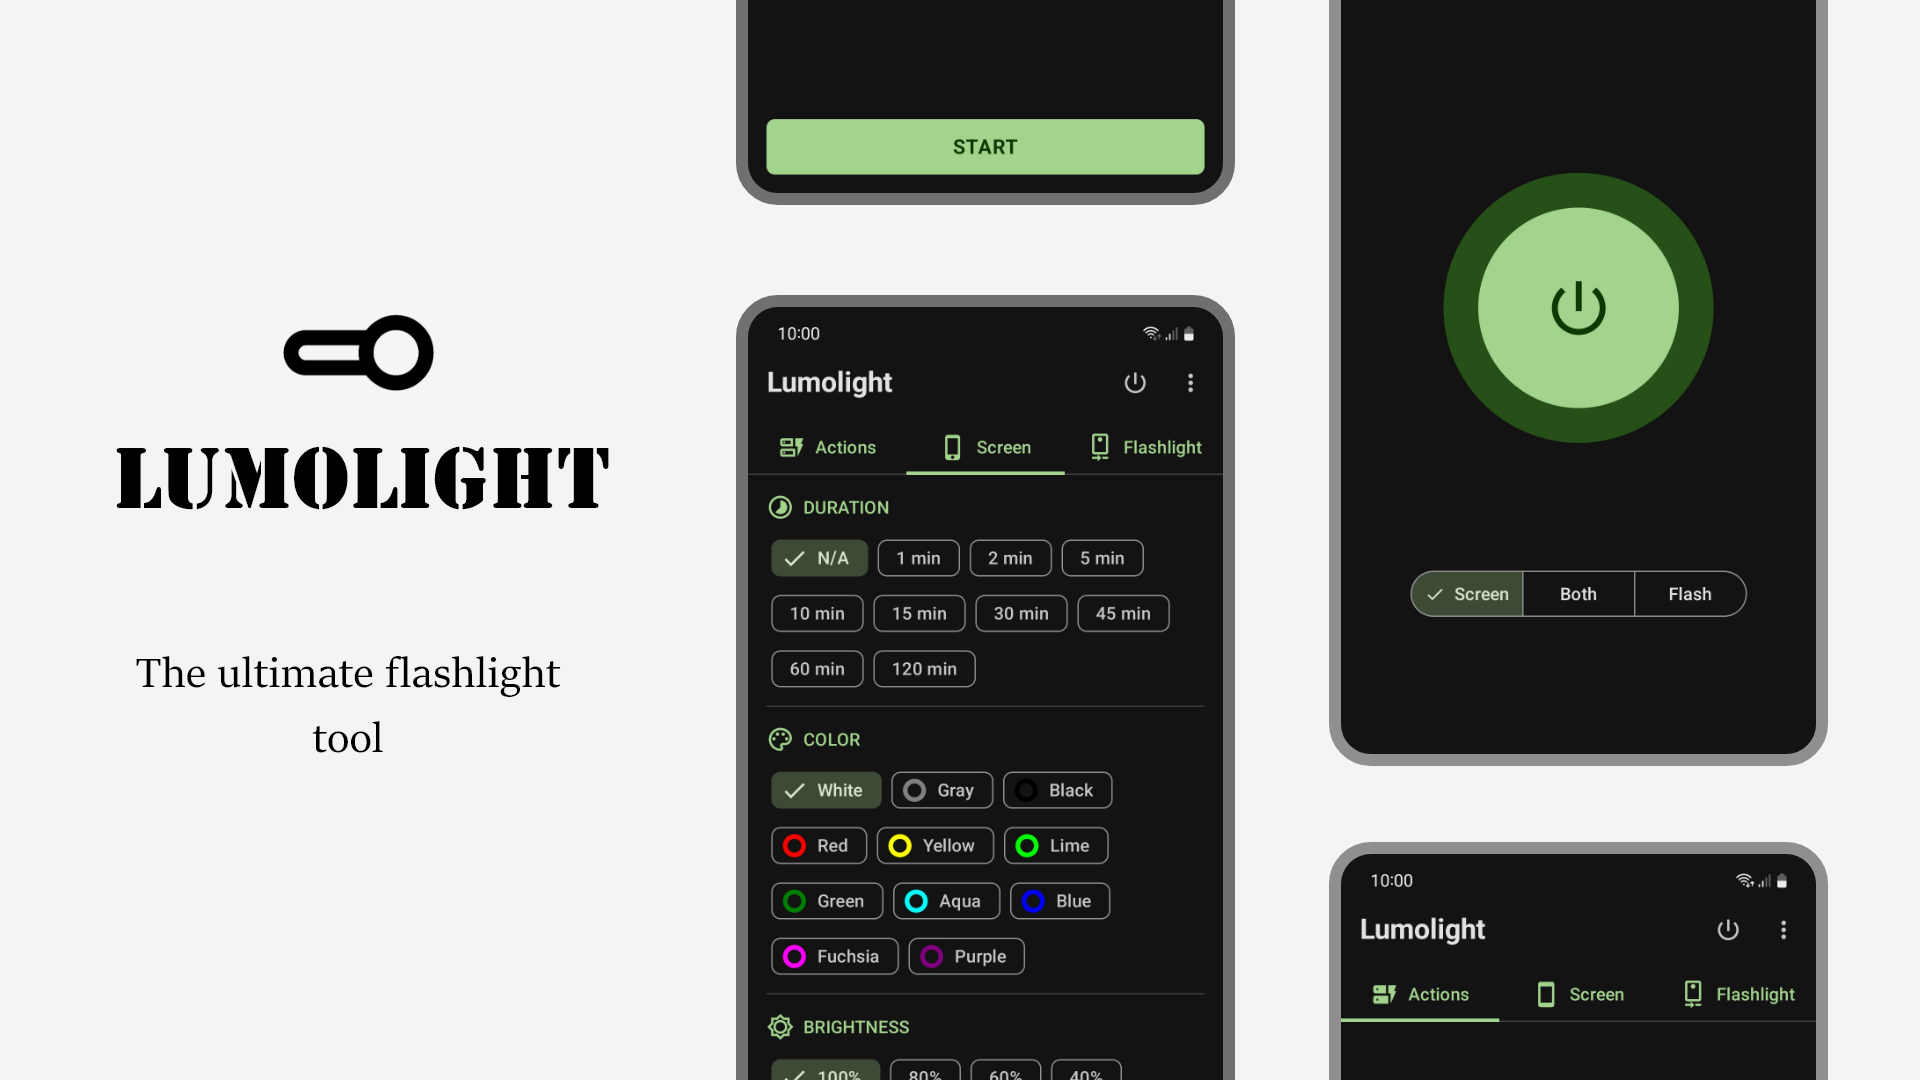 LUMOLIGHT
The ultimate flashlight
tool
START
10:00
Lumolight
Actions Screen Flashlight
DURATION
N/A 1 min 2 min 5 min
10 min 15 min 30 min 45 min
60 min 120 min
COLOR
White Gray Black
Red Yellow Lime
Green Aqua Blue
Fuchsia Purple
BRIGHTNESS
100% 80% 60% 40%
Screen Both Flash
10:00
Lumolight
Actions Screen Flashlight